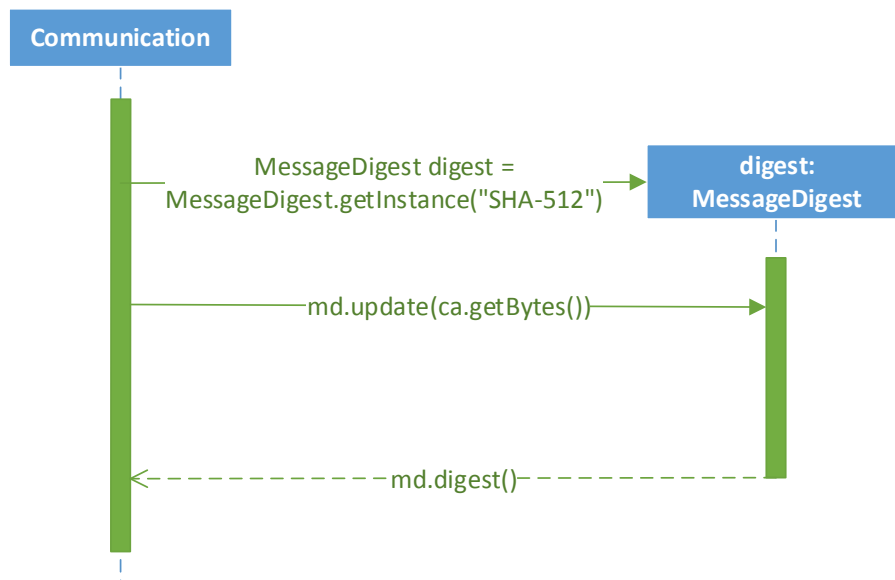 Communication
MessageDigest digest =
MessageDigest.getInstance("SHA-512")
digest:
MessageDigest
md.update(ca.getBytes())
md.digest()